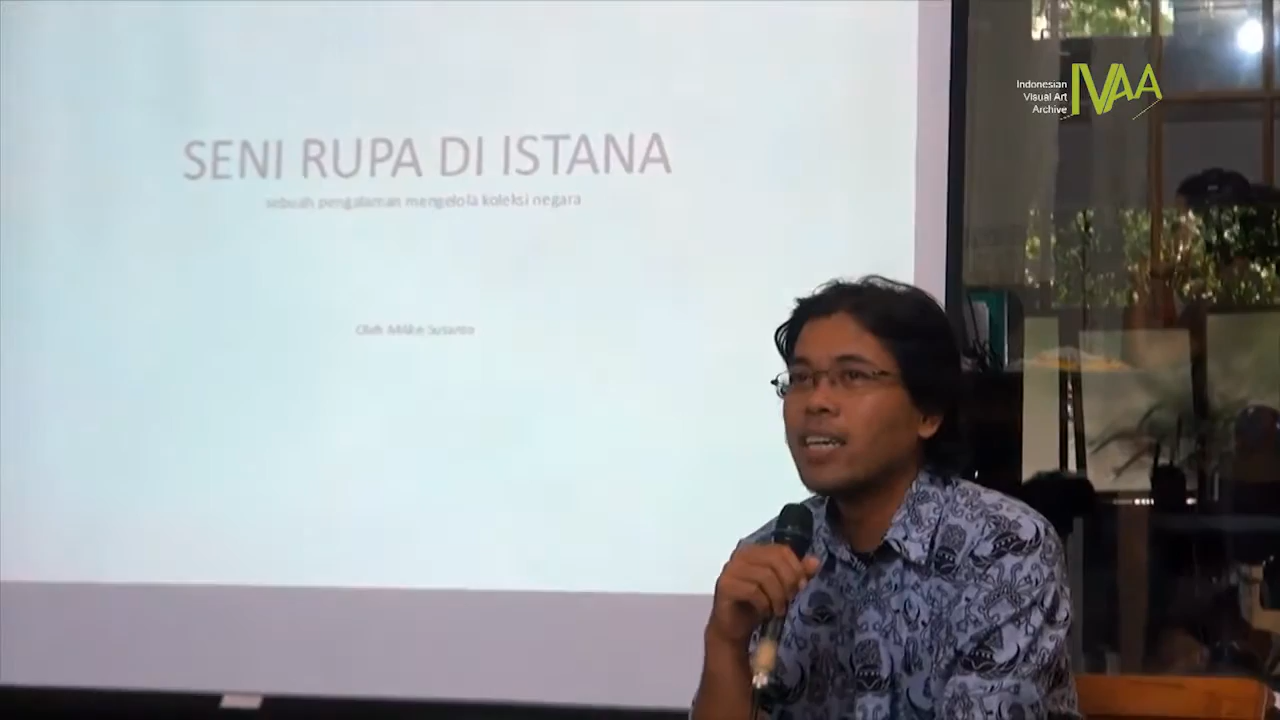 SENI RUPA DI ISTANA
sebuah pengalaman mengelola koleksi negara
Oleh Mikke Susanto
Indonesian
Visual Art
Archive
IVAA